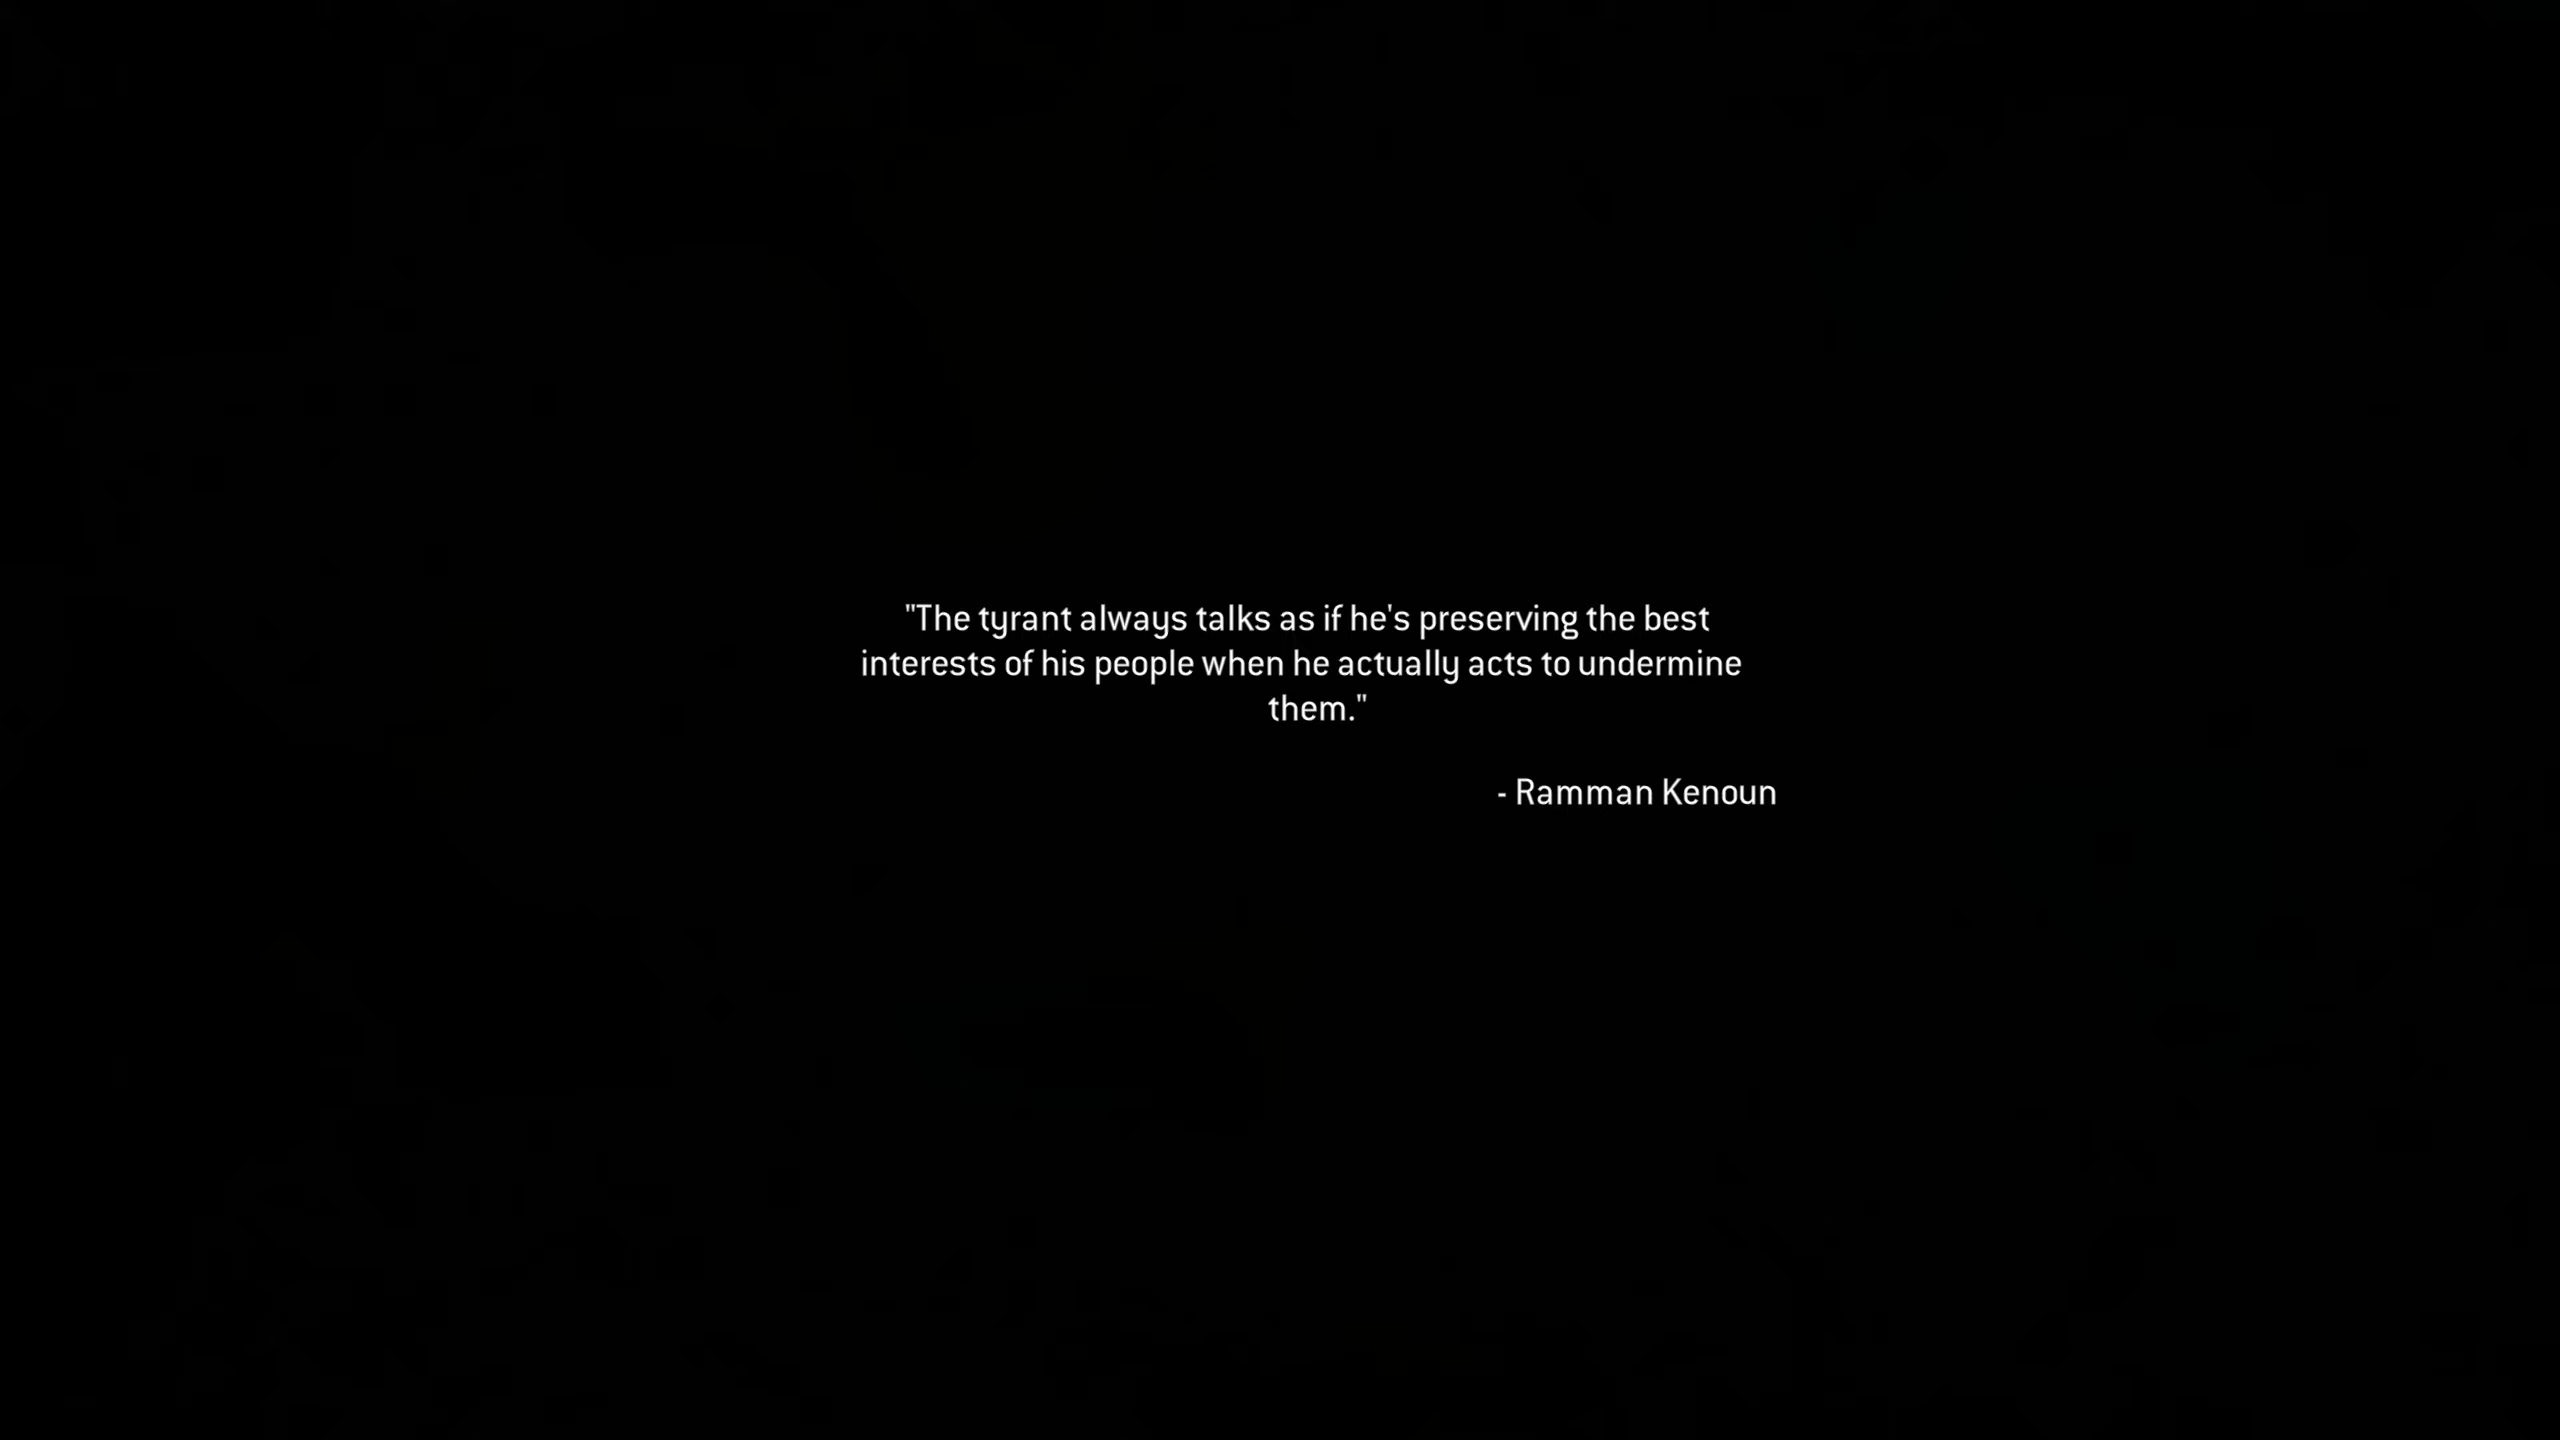 "The tyrant always talks as if he's preserving the best
interests of his people when he actually acts to undermine
them."
- Ramman Kenoun